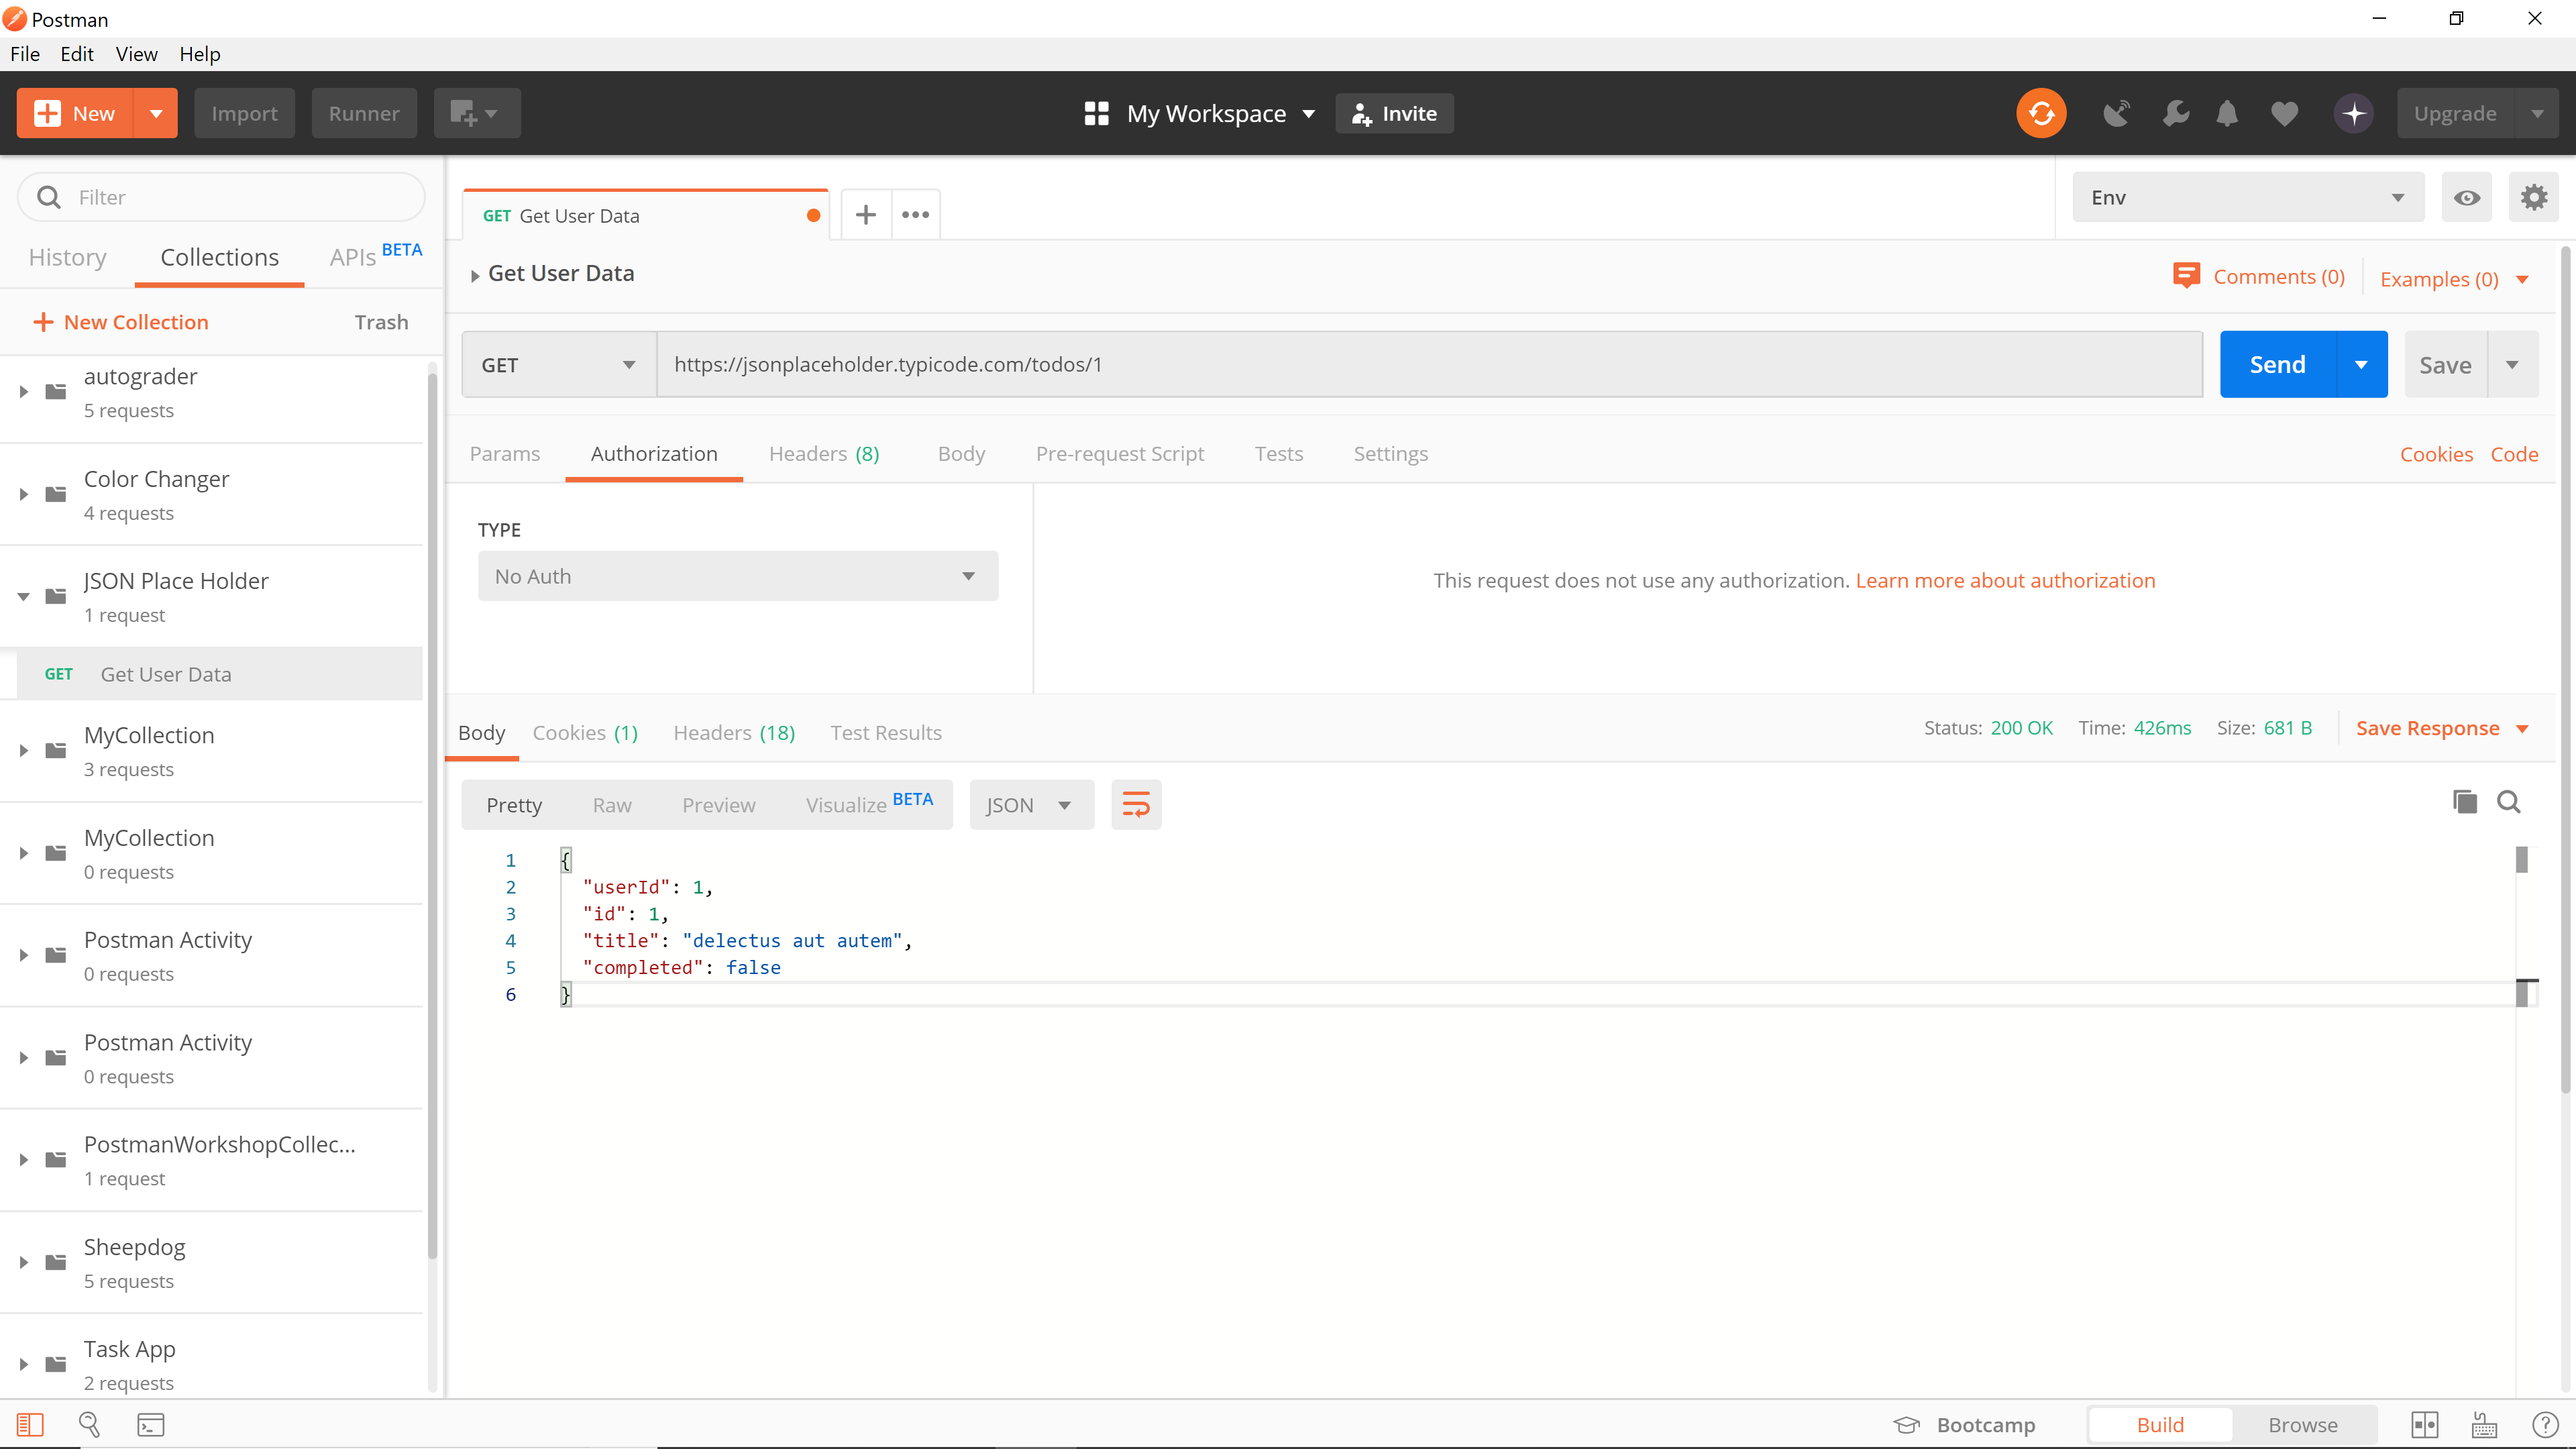 Postman
File Edit View Help
New Import Runner My Workspace Invite Upgrade
Filter
History Collections APIs BETA
New Collection Trash
autograder
5 requests
Color Changer
4 requests
JSON Place Holder
1 request
GET Get User Data
MyCollection
3 requests
MyCollection
0 requests
Postman Activity
0 requests
Postman Activity
0 requests
PostmanWorkshopCollec...
1 request
Sheepdog
5 requests
Task App
2 requests
GET Get User Data
Env
Get User Data
Comments (0) Examples (0)
GET https://jsonplaceholder.typicode.com/todos/1 Send Save
Params Authorization Headers (8) Body Pre-request Script Tests Settings Cookies Code
TYPE
No Auth
This request does not use any authorization. Learn more about authorization
Body Cookies (1) Headers (18) Test Results Status: 200 OK Time: 426ms Size: 681 B Save Response
Pretty Raw Preview Visualize BETA JSON
1 {
2 "userId": 1,
3 "id": 1,
4 "title": "delectus aut autem",
5 "completed": false
6 }
Bootcamp Build Browse